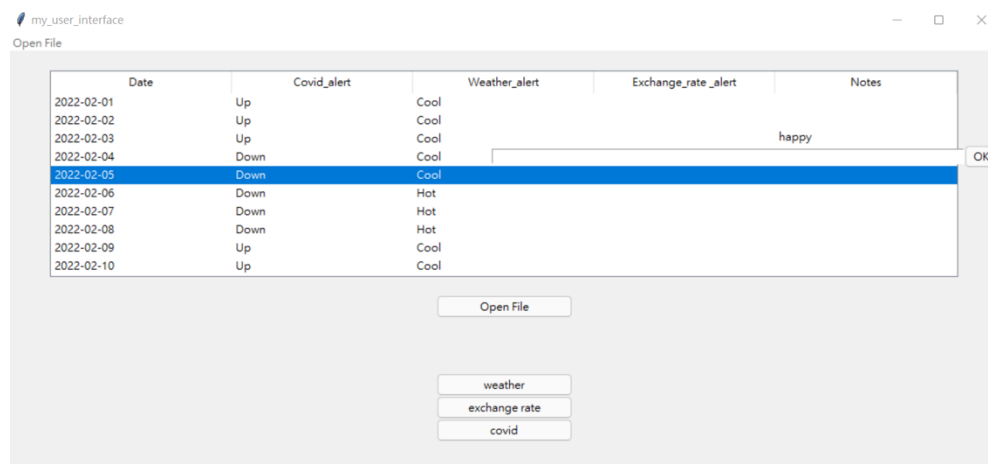 my_user_interface
Open File
Date Covid_alert Weather_alert Exchange_rate _alert Notes
2022-02-01 Up Cool
2022-02-02 Up Cool
2022-02-03 Up Cool happy
2022-02-04 Down Cool OK
2022-02-05 Down Cool
2022-02-06 Down Hot
2022-02-07 Down Hot
2022-02-08 Down Hot
2022-02-09 Up Cool
2022-02-10 Up Cool
Open File
weather
exchange rate
covid